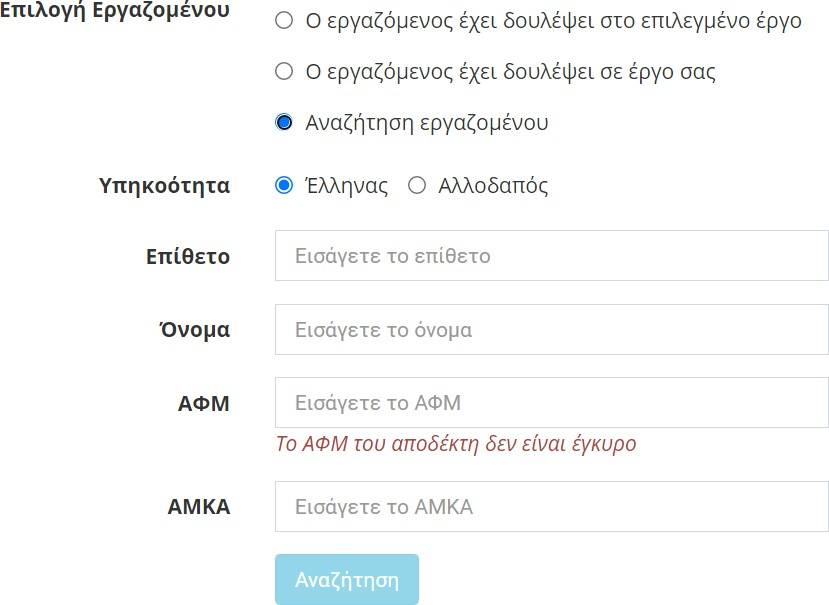 Επιλογή Εργαζομένου
Ο εργαζόμενος έχει δουλέψει στο επιλεγμένο έργο
Ο εργαζόμενος έχει δουλέψει σε έργο σας
Αναζήτηση εργαζομένου
Υπηκοότητα Έλληνας Αλλοδαπός
Επίθετο Εισάγετε το επίθετο
Όνομα Εισάγετε το όνομα
ΑΦΜ Εισάγετε το ΑΦΜ
Το ΑΦΜ του αποδέκτη δεν είναι έγκυρο
ΑΜΚΑ Εισάγετε το ΑΜΚΑ
Αναζήτηση